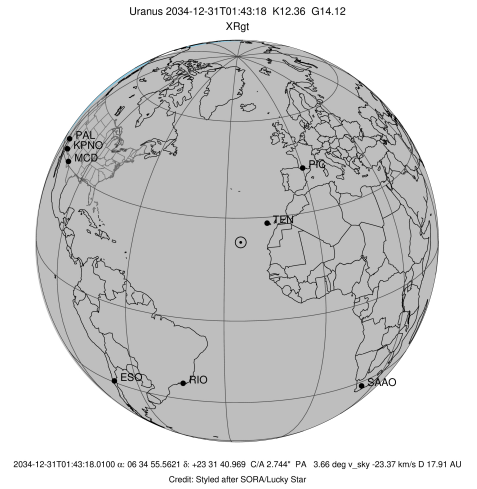 Uranus 2034-12-31T01:43:18 K12.36 G14.12
XRgt
PAL
KPNO
MCD
PIC
TEN
ESO
RIO
SAAO
2034-12-31T01:43:18.0100 α: 06 34 55.5621 δ: +23 31 40.969 C/A 2.744" PA 3.66 deg v_sky -23.37 km/s D 17.91 AU
Credit: Styled after SORA/Lucky Star